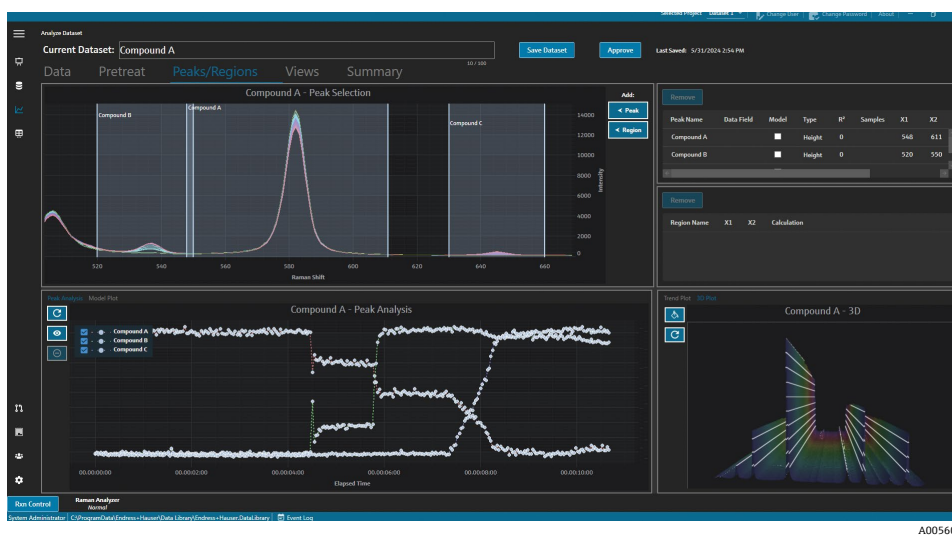 Selected Project Dataset 1 Change User Change Password About
Analyze Dataset
Current Dataset: Compound A Save Dataset Approve Last Saved: 5/31/2024 2:54 PM
10 / 100
Data Pretreat Peaks/Regions Views Summary
Compound A - Peak Selection
Compound B
Compound A
Compound C
14000
12000
10000
8000
6000
4000
2000
0
Intensity
520 540 560 580 600 620 640 660
Raman Shift
Add:
Peak
Region
Remove
Peak Name Data Field Model Type R² Samples X1 X2
Compound A Height 0 548 611
Compound B Height 0 520 550
Remove
Region Name X1 X2 Calculation
Peak Analysis Model Plot
Compound A - Peak Analysis
Compound A
Compound B
Compound C
00.00:00:00 00.00:02:00 00.00:04:00 00.00:06:00 00.00:08:00 00.00:10:00
Elapsed Time
Trend Plot 3D Plot
Compound A - 3D
Rxn Control Raman Analyzer
Normal
System Administrator C:\ProgramData\Endress+Hauser\Data Library\Endress+Hauser.DataLibrary Event Log